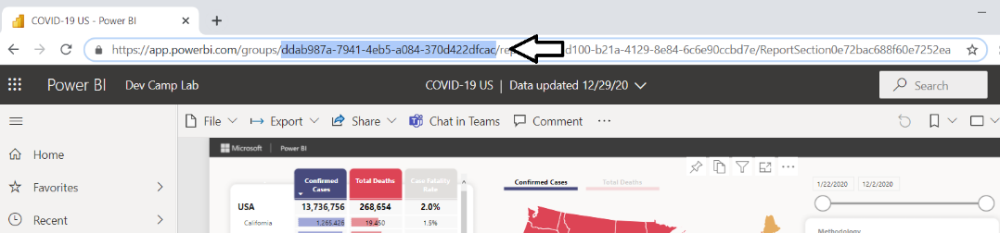 COVID-19 US - Power BI
https://app.powerbi.com/groups/ddab987a-7941-4eb5-a084-370d422dfcac/re d100-b21a-4129-8e84-6c6e90ccbd7e/ReportSection0e72bac688f60e7252ea
Power BI Dev Camp Lab COVID-19 US | Data updated 12/29/20 Search
File Export Share Chat in Teams Comment ...
Home
Favorites
Recent
Microsoft Power BI
Confirmed Cases Total Deaths Case Fatality Rate
USA 13,736,756 268,654 2.0%
California 1,265,426 19,450 1.5%
Confirmed Cases Total Deaths
1/22/2020 12/2/2020
Methodology